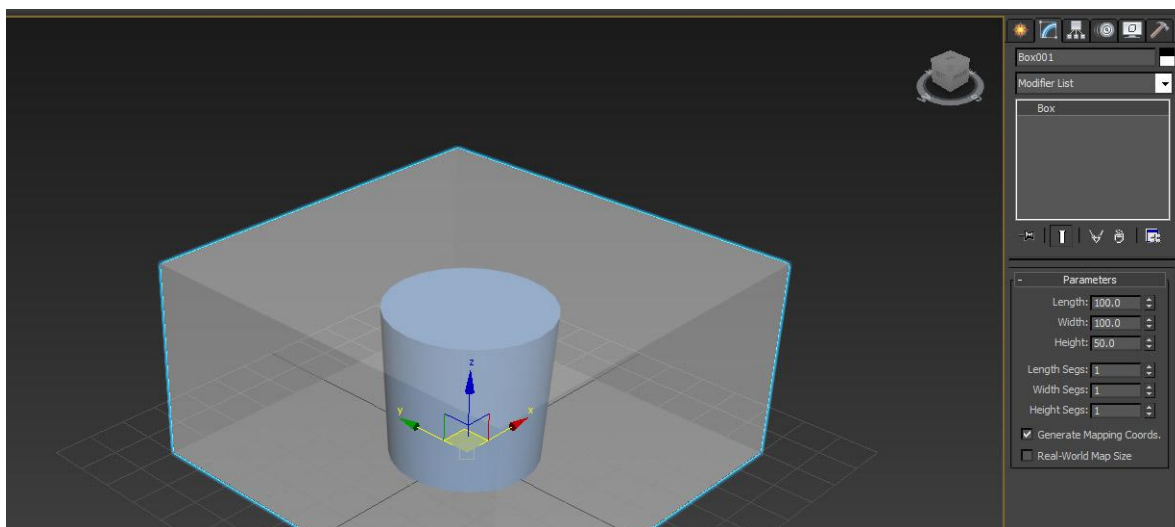 Box001
Modifier List
Box
- Parameters
Length: 100.0
Width: 100.0
Height: 50.0
Length Segs: 1
Width Segs: 1
Height Segs: 1
Generate Mapping Coords.
Real-World Map Size
z
y
x